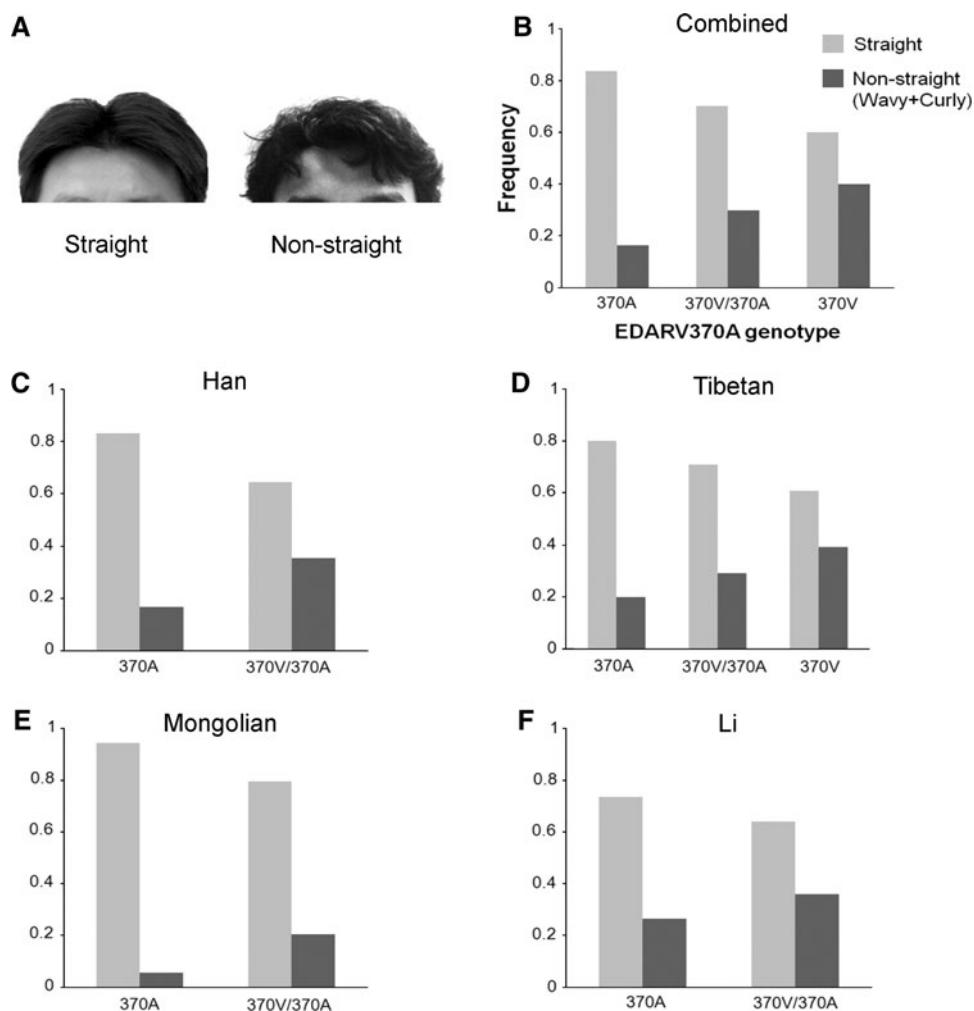 A
Straight
Non-straight
B
Combined
Straight
Non-straight
(Wavy+Curly)
Frequency
0.8
0.6
0.4
0.2
0
370A
370V/370A
370V
EDARV370A genotype
C
Han
1
0.8
0.6
0.4
0.2
0
370A
370V/370A
D
Tibetan
1
0.8
0.6
0.4
0.2
0
370A
370V/370A
370V
E
Mongolian
1
0.8
0.6
0.4
0.2
0
370A
370V/370A
F
Li
1
0.8
0.6
0.4
0.2
0
370A
370V/370A